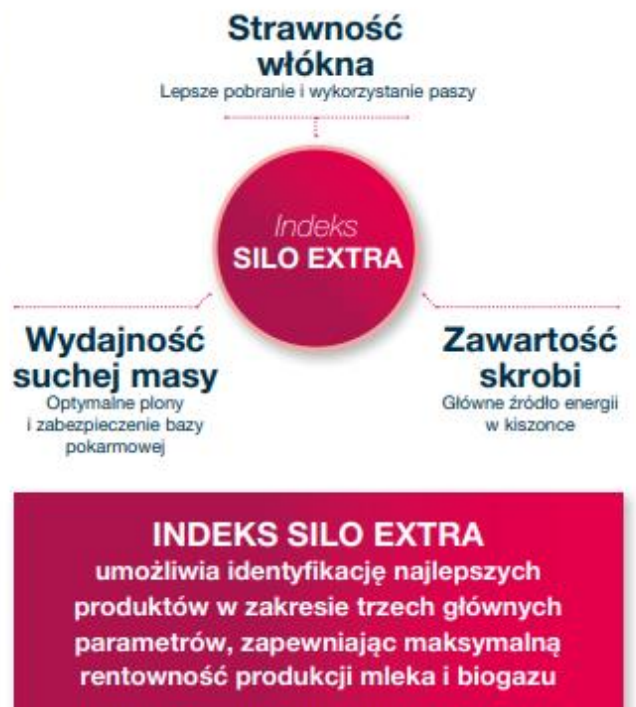 Strawność
włókna
Lepsze pobranie i wykorzystanie paszy
Indeks
SILO EXTRA
Wydajność
suchej masy
Optymalne plony
i zabezpieczenie bazy
pokarmowej
Zawartość
skrobi
Główne źródło energii
w kiszonce
INDEKS SILO EXTRA
umożliwia identyfikację najlepszych
produktów w zakresie trzech głównych
parametrów, zapewniając maksymalną
rentowność produkcji mleka i biogazu